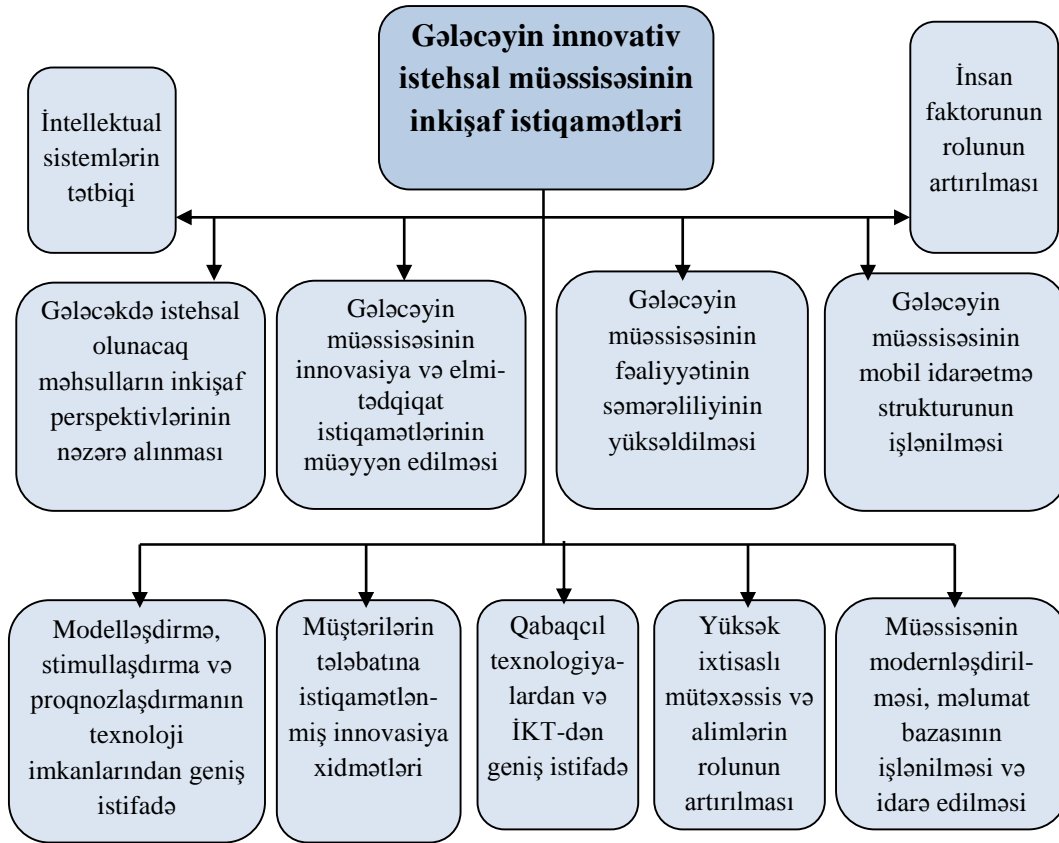 Gələcəyin innovativ
istehsal müəssisəsinin
inkişaf istiqamətləri
İntellektual
sistemlərin
tətbiqi
İnsan
faktorunun
rolunun
artırılması
Gələcəkdə istehsal
olunacaq
məhsulların inkişaf
perspektivlərinin
nəzərə alınması
Gələcəyin
müəssisəsinin
innovasiya və elmi-
tədqiqat
istiqamətlərinin
müəyyən edilməsi
Gələcəyin
müəssisəsinin
fəaliyyətinin
səmərəliliyinin
yüksəldilməsi
Gələcəyin
müəssisəsinin
mobil idarəetmə
strukturunun
işlənilməsi
Modelləşdirmə,
stimullaşdırma və
proqnozlaşdırmanın
texnoloji
imkanlarından geniş
istifadə
Müştərilərin
tələbatına
istiqamətlən-
miş innovasiya
xidmətləri
Qabaqcıl
texnologiya-
lardan və
İKT-dən
geniş istifadə
Yüksək
ixtisaslı
mütəxəssis və
alimlərin
rolunun
artırılması
Müəssisənin
modernləşdiril-
məsi, məlumat
bazasının
işlənilməsi və
idarə edilməsi